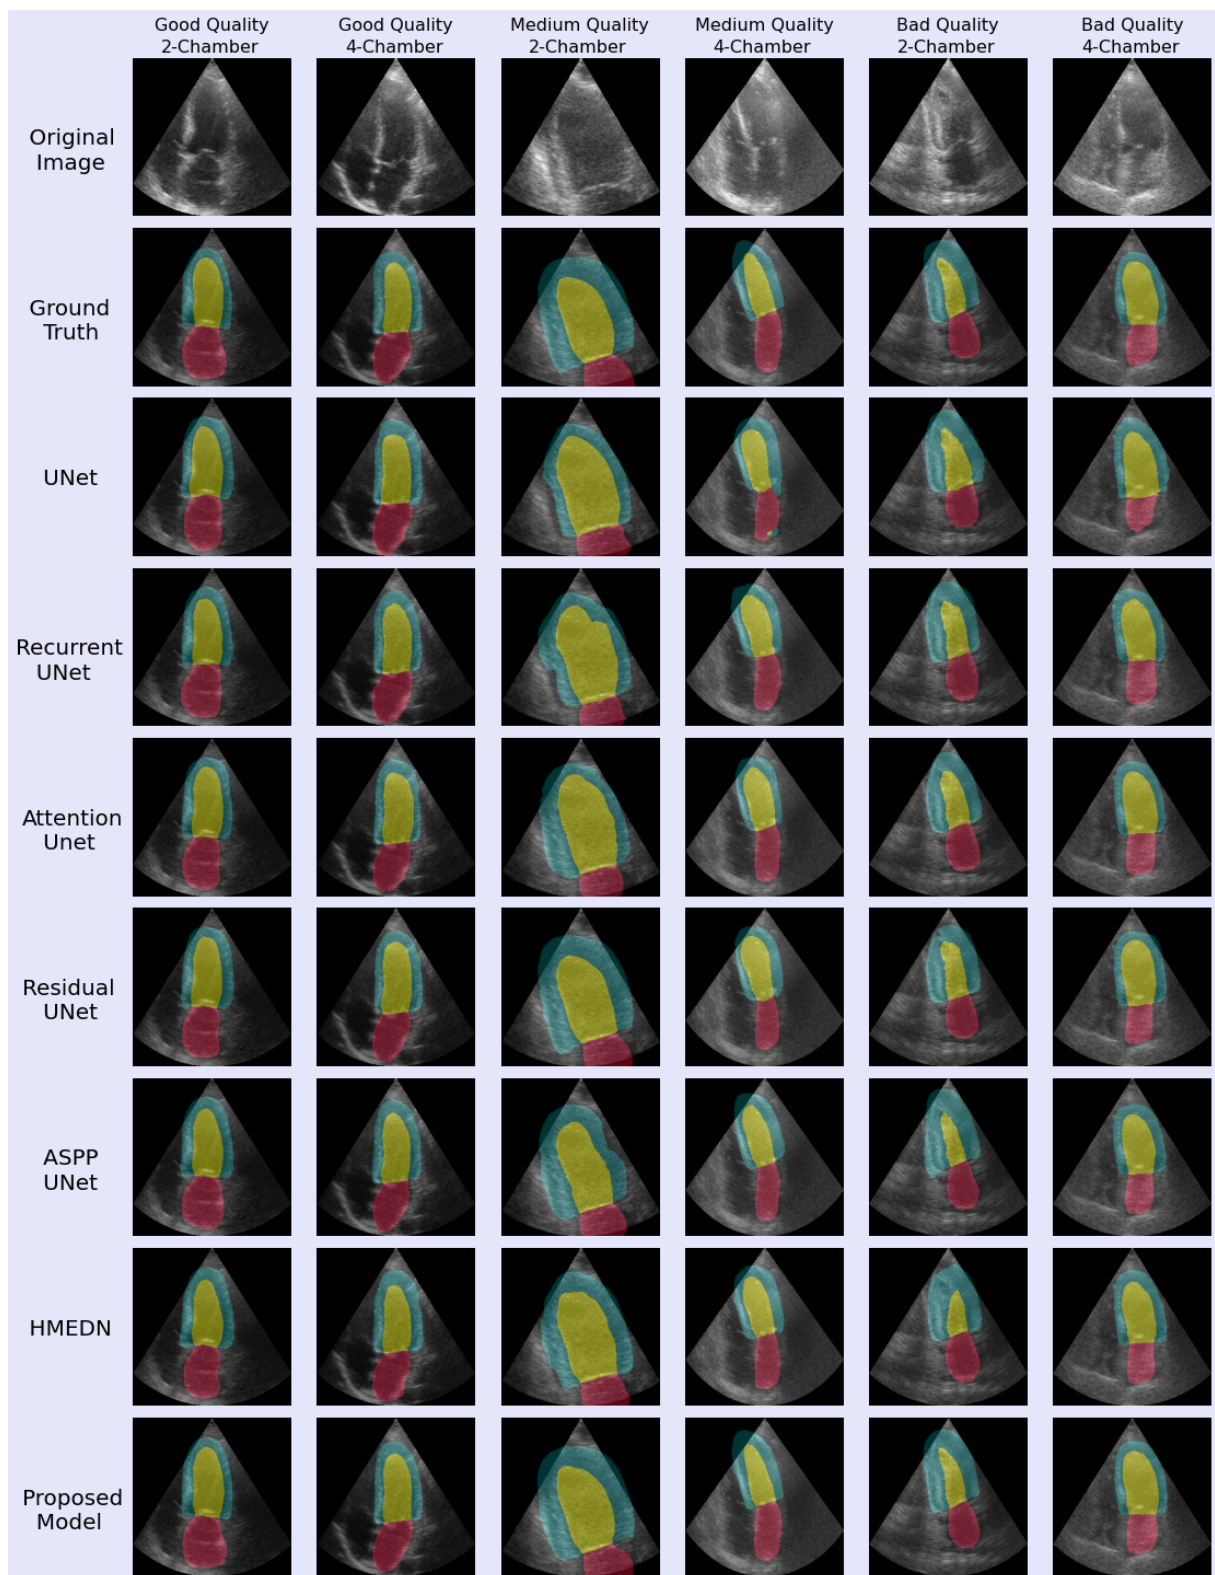 Good Quality
2-Chamber
Good Quality
4-Chamber
Medium Quality
2-Chamber
Medium Quality
4-Chamber
Bad Quality
2-Chamber
Bad Quality
4-Chamber
Original
Image
Ground
Truth
UNet
Recurrent
UNet
Attention
Unet
Residual
UNet
ASPP
UNet
HMEDN
Proposed
Model